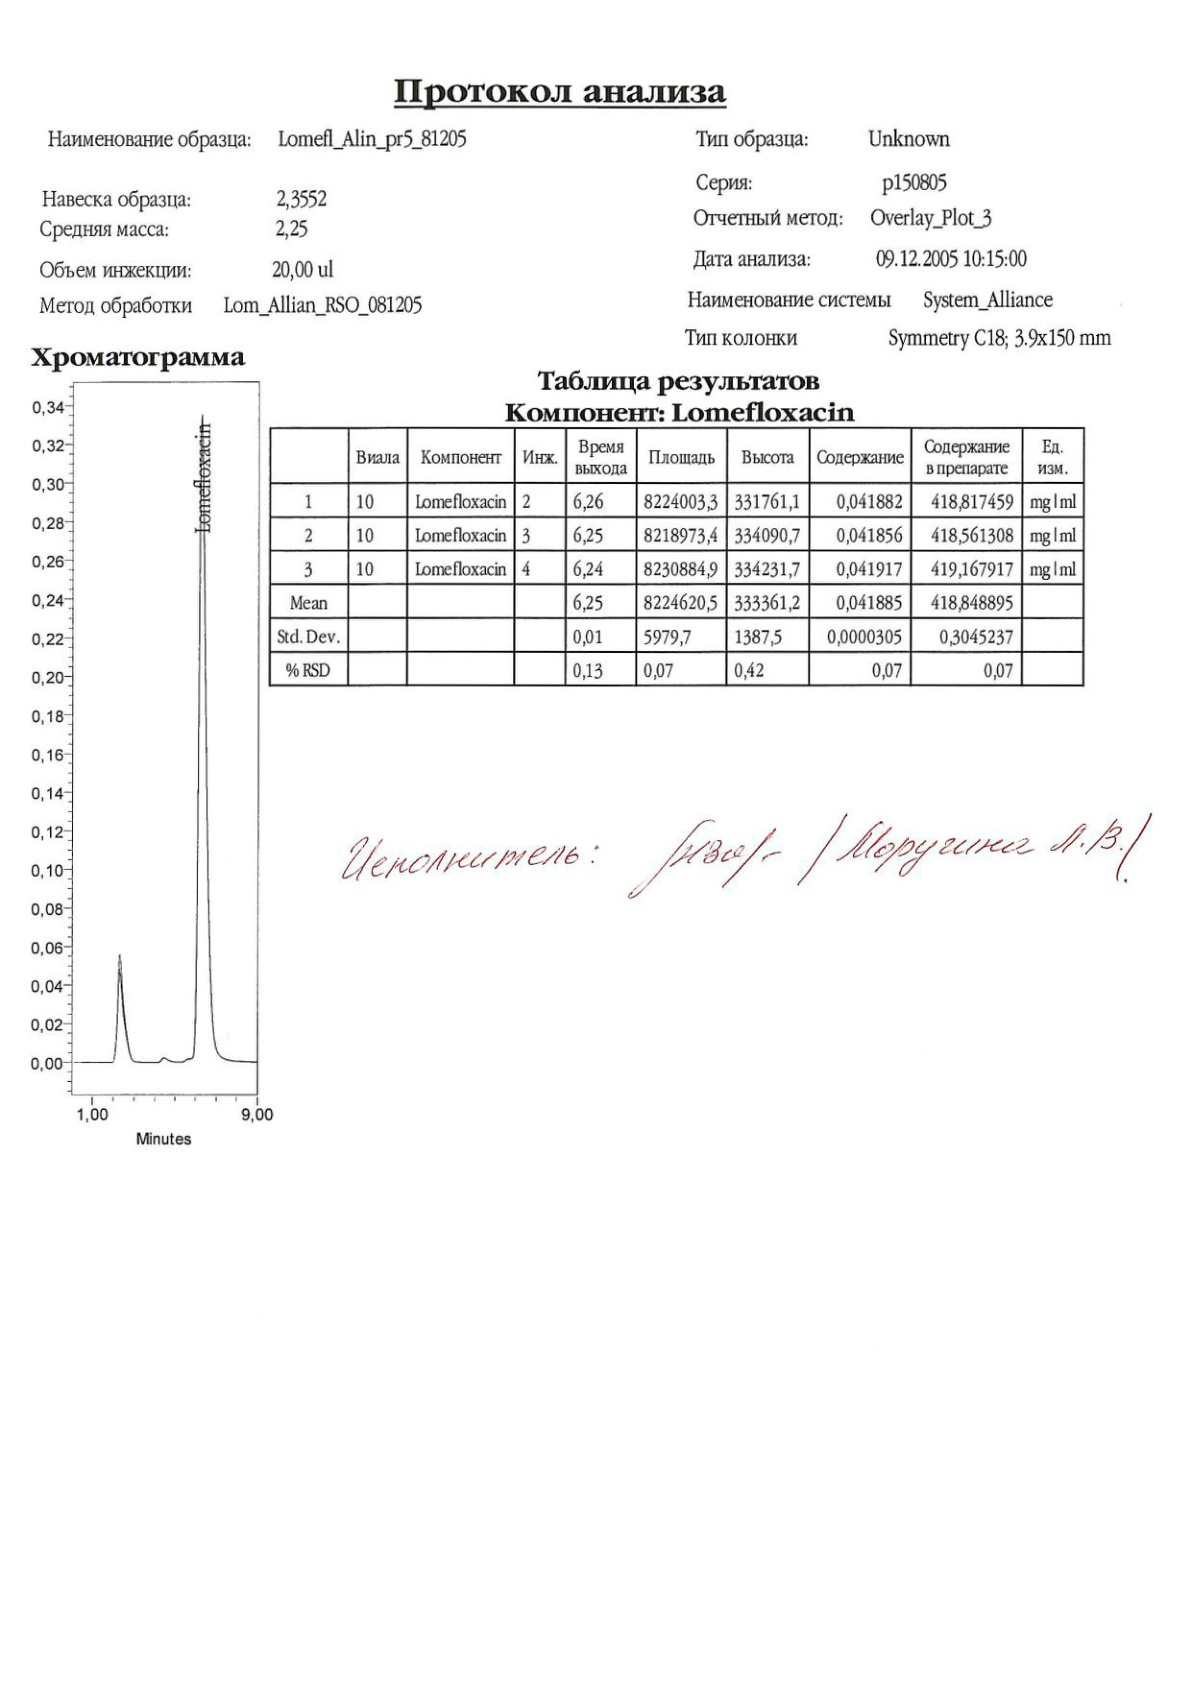 Протокол анализа
Наименование образца: Lomefl_Alin_pr5_81205
Тип образца: Unknown
Серия: p150805
Навеска образца: 2,3552
Отчетный метод: Overlay_Plot_3
Средняя масса: 2,25
Дата анализа: 09.12.2005 10:15:00
Объем инжекции: 20,00 ul
Наименование системы System_Alliance
Метод обработки Lom_Allian_RSO_081205
Тип колонки Symmetry C18; 3.9x150 mm
Хроматограмма
0,34
0,32
0,30
0,28
0,26
0,24
0,22
0,20
0,18
0,16
0,14
0,12
0,10
0,08
0,06
0,04
0,02
0,00
Lomefloxacin
1,00 9,00
Minutes
Таблица результатов
Компонент: Lomefloxacin
Виала Компонент Инж. Время выхода Площадь Высота Содержание Содержание в препарате Ед. изм.
1 10 Lomefloxacin 2 6,26 8224003,3 331761,1 0,041882 418,817459 mg|ml
2 10 Lomefloxacin 3 6,25 8218973,4 334090,7 0,041856 418,561308 mg|ml
3 10 Lomefloxacin 4 6,24 8230884,9 334231,7 0,041917 419,167917 mg|ml
Mean 6,25 8224620,5 333361,2 0,041885 418,848895
Std. Dev. 0,01 5979,7 1387,5 0,0000305 0,3045237
% RSD 0,13 0,07 0,42 0,07 0,07
Исполнитель: /Моругина Л.В./